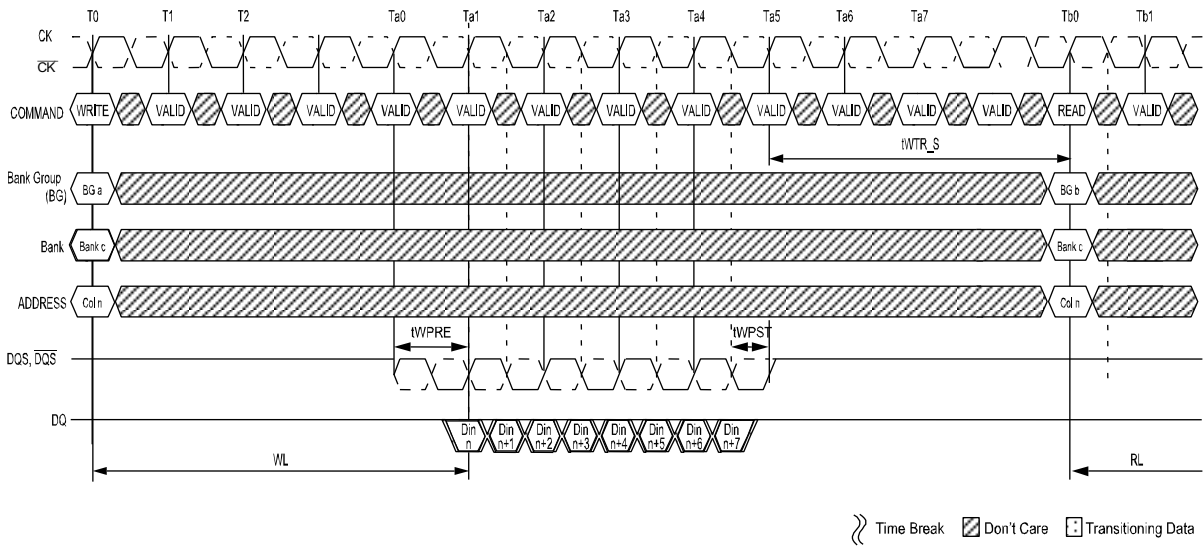 T0 T1 T2 Ta0 Ta1 Ta2 Ta3 Ta4 Ta5 Ta6 Ta7 Tb0 Tb1
CK
CK
COMMAND WRITE VALID VALID VALID VALID VALID VALID VALID VALID VALID VALID VALID VALID READ VALID
tWTR_S
Bank Group
(BG) BG a BG b
Bank Bank c Bank c
ADDRESS Col n Col n
tWPRE tWPST
DQS, DQS
DQ Din n Din n+1 Din n+2 Din n+3 Din n+4 Din n+5 Din n+6 Din n+7
WL RL
Time Break Don't Care Transitioning Data